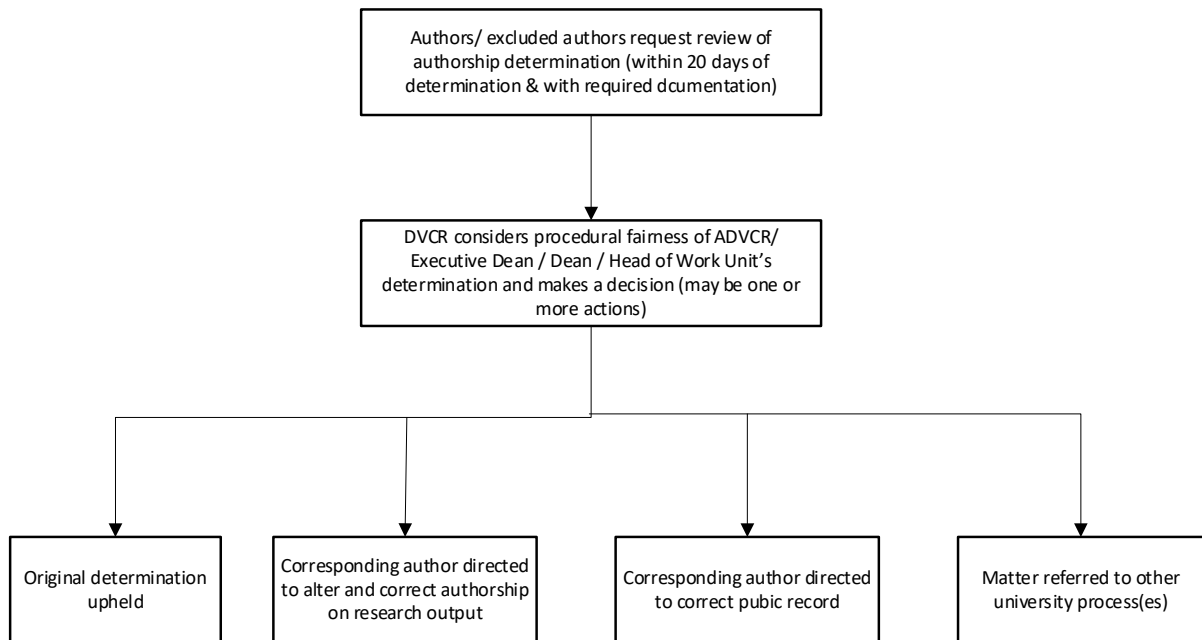 Authors/ excluded authors request review of
authorship determination (within 20 days of
determination & with required dcumentation)
DVCR considers procedural fairness of ADVCR/
Executive Dean / Dean / Head of Work Unit’s
determination and makes a decision (may be one or
more actions)
Original determination
upheld
Corresponding author directed
to alter and correct authorship
on research output
Corresponding author directed
to correct pubic record
Matter referred to other
university process(es)